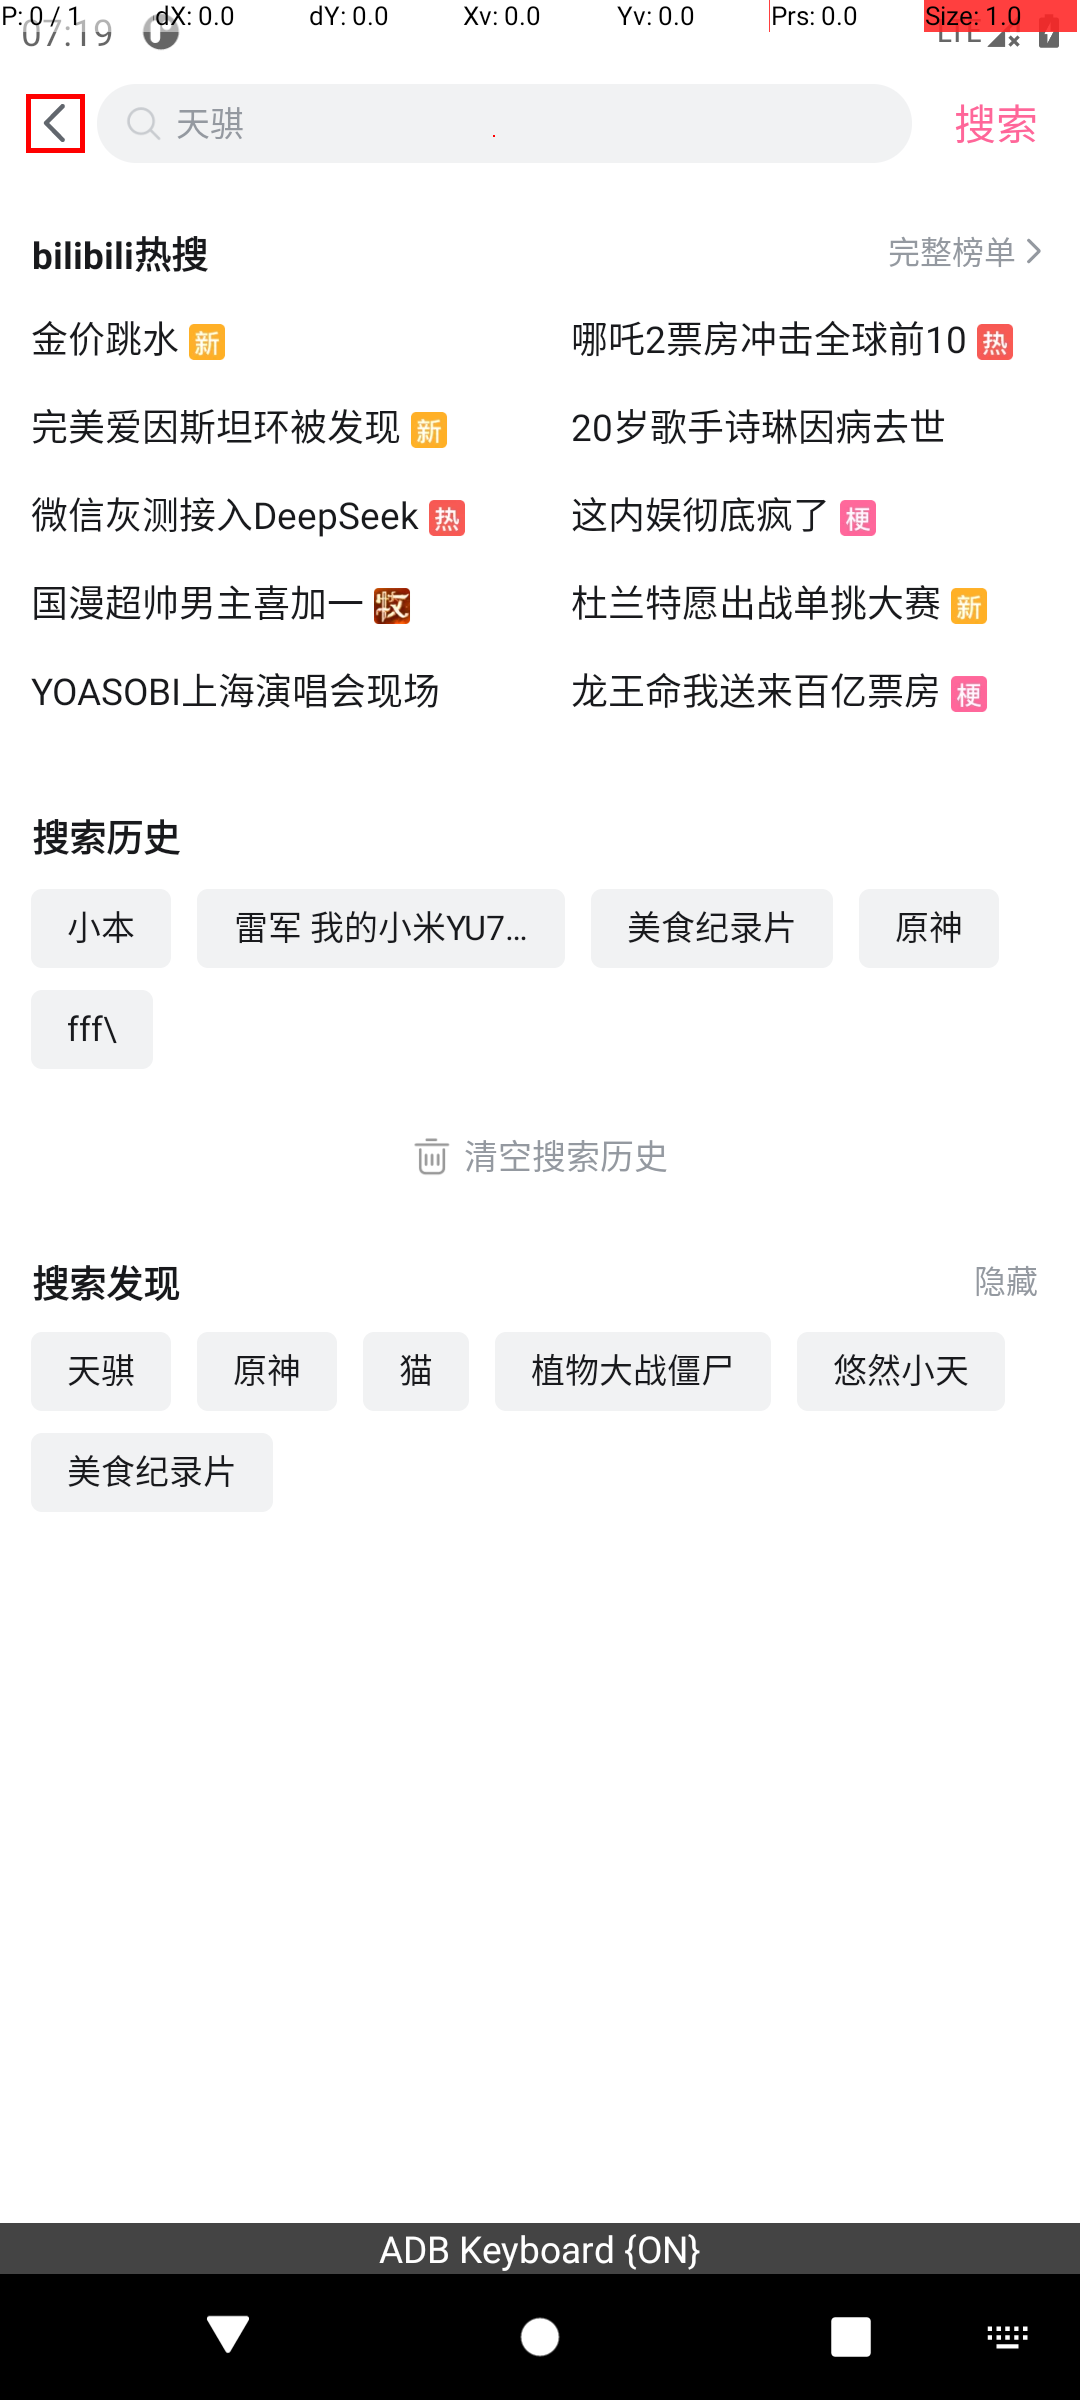 P: 0 / 1 dX: 0.0 dY: 0.0 Xv: 0.0 Yv: 0.0 Prs: 0.0 Size: 1.0
07:19 LTE
天骐 搜索
bilibili热搜 完整榜单
金价跳水 新 哪吒2票房冲击全球前10 热
完美爱因斯坦环被发现 新 20岁歌手诗琳因病去世
微信灰测接入DeepSeek 热 这内娱彻底疯了 梗
国漫超帅男主喜加一 牧 杜兰特愿出战单挑大赛 新
YOASOBI上海演唱会现场 龙王命我送来百亿票房 梗
搜索历史
小本 雷军 我的小米YU7... 美食纪录片 原神
fff\
清空搜索历史
搜索发现 隐藏
天骐 原神 猫 植物大战僵尸 悠然小天
美食纪录片
ADB Keyboard {ON}